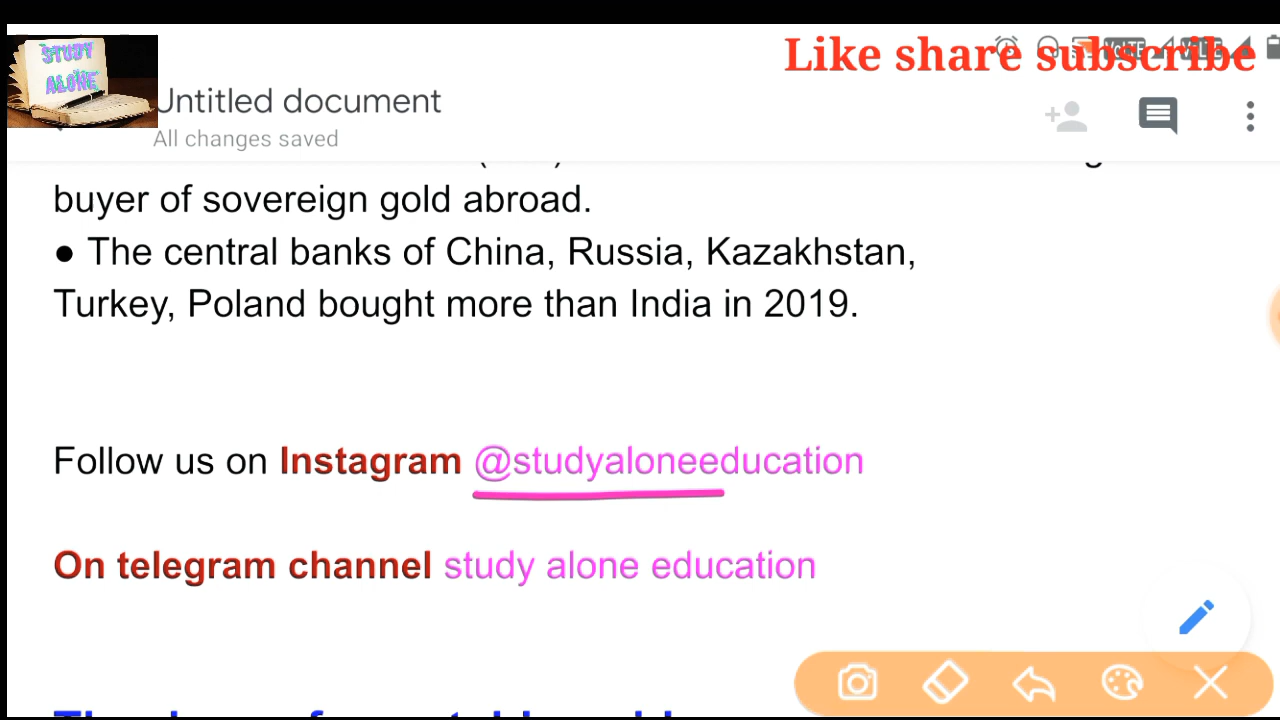 Like share subscribe
STUDY
ALONE
Untitled document
All changes saved
buyer of sovereign gold abroad.
● The central banks of China, Russia, Kazakhstan,
Turkey, Poland bought more than India in 2019.
Follow us on Instagram @studyaloneeducation
On telegram channel study alone education